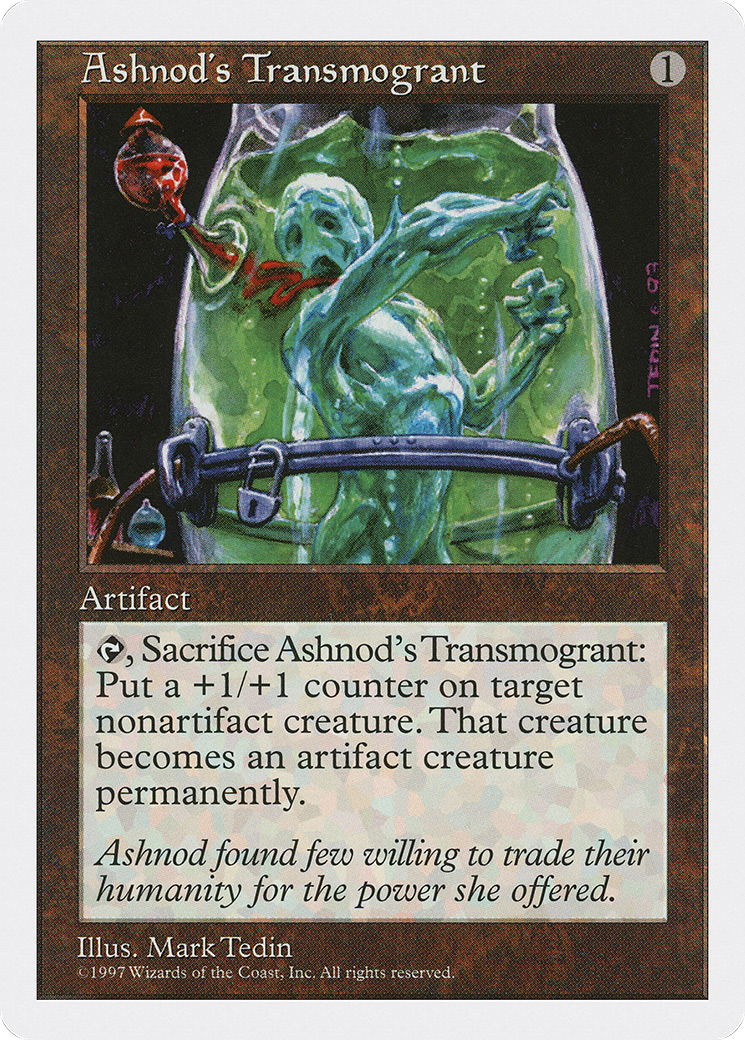 Ashnod's Transmogrant 1
TEDIN © 93
Artifact
, Sacrifice Ashnod's Transmogrant:
Put a +1/+1 counter on target
nonartifact creature. That creature
becomes an artifact creature
permanently.
Ashnod found few willing to trade their
humanity for the power she offered.
Illus. Mark Tedin
©1997 Wizards of the Coast, Inc. All rights reserved.